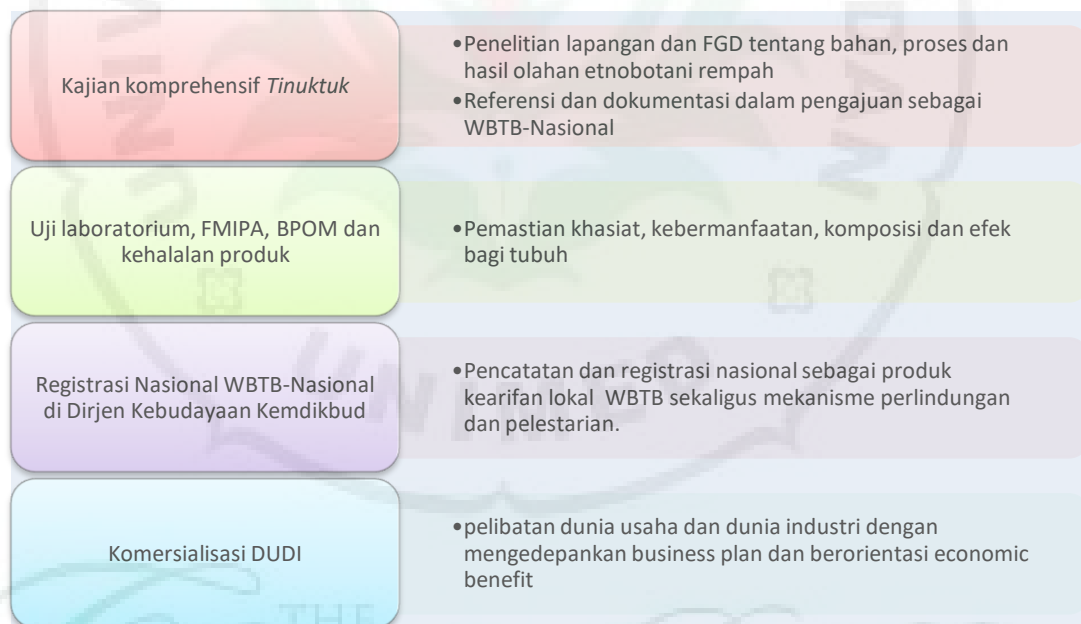 Kajian komprehensif Tinuktuk
•Penelitian lapangan dan FGD tentang bahan, proses dan
hasil olahan etnobotani rempah
•Referensi dan dokumentasi dalam pengajuan sebagai
WBTB-Nasional
Uji laboratorium, FMIPA, BPOM dan
kehalalan produk
•Pemastian khasiat, kebermanfaatan, komposisi dan efek
bagi tubuh
Registrasi Nasional WBTB-Nasional
di Dirjen Kebudayaan Kemdikbud
•Pencatatan dan registrasi nasional sebagai produk
kearifan lokal WBTB sekaligus mekanisme perlindungan
dan pelestarian.
Komersialisasi DUDI
•pelibatan dunia usaha dan dunia industri dengan
mengedepankan business plan dan berorientasi economic
benefit
UNIMED
THE